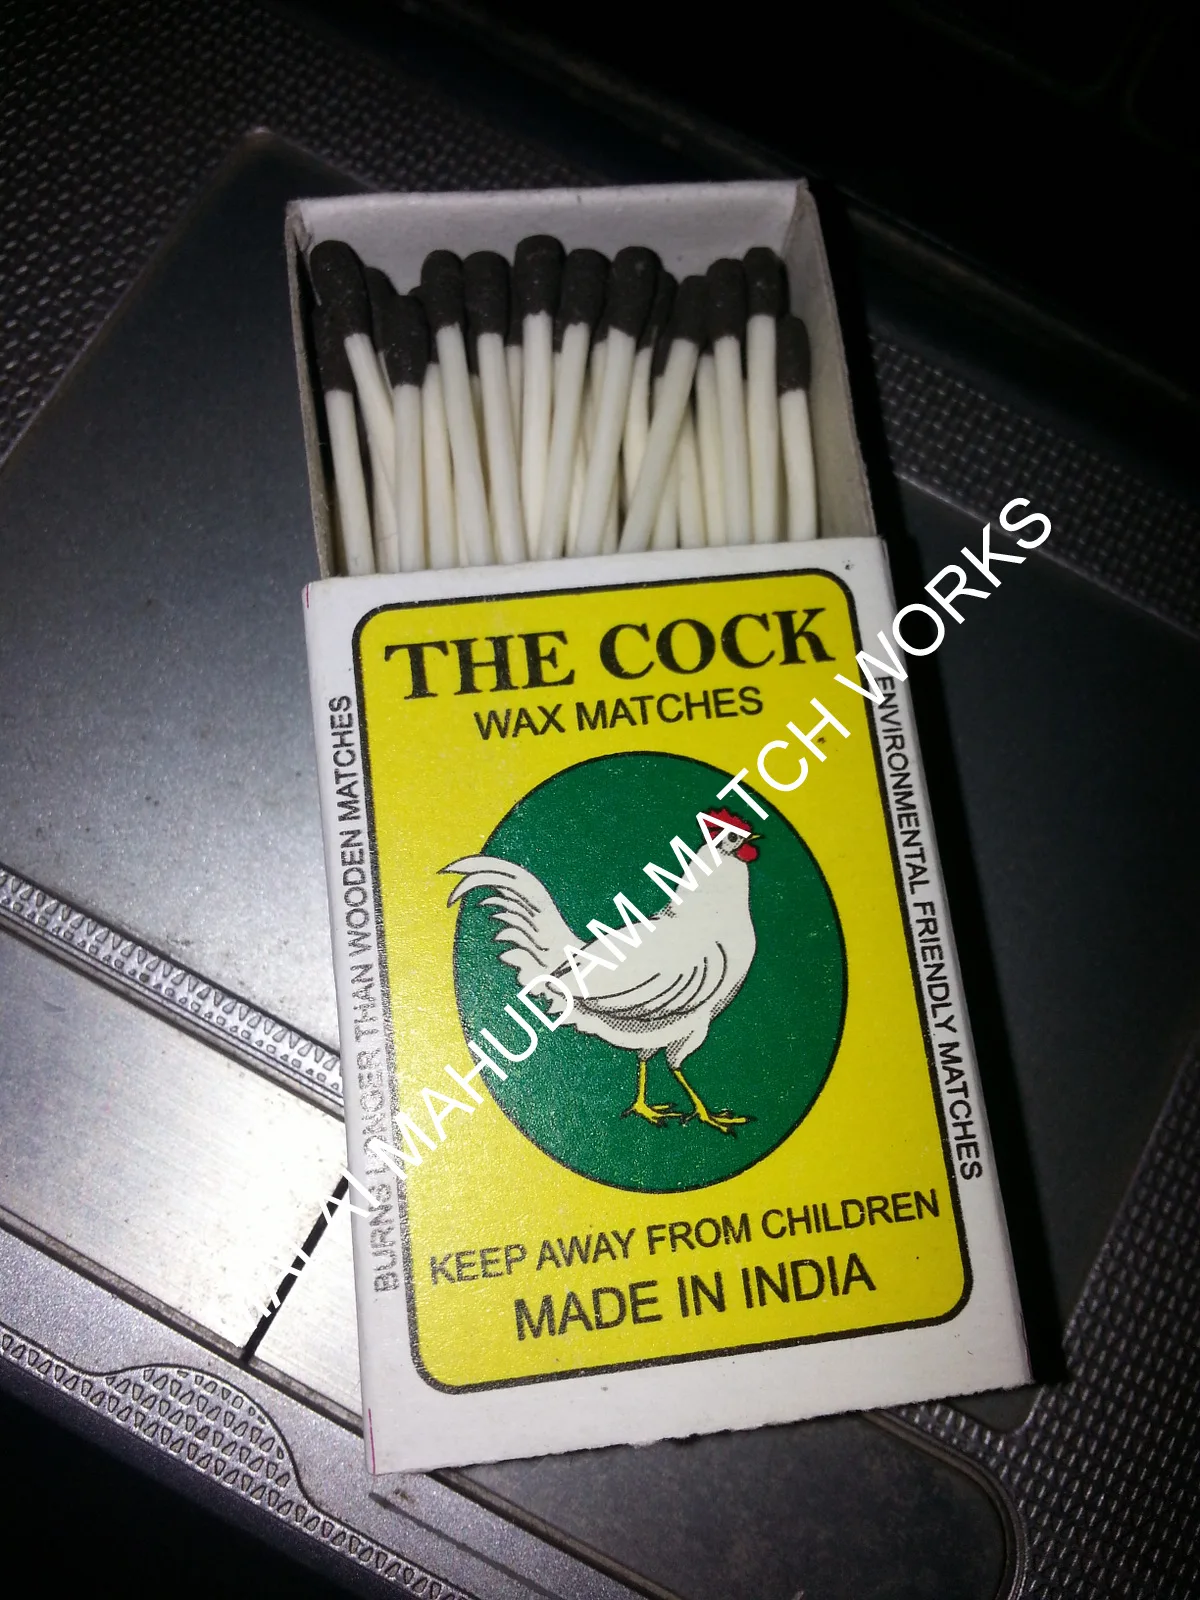 THE COCK
WAX MATCHES
BURNS LONGER THAN WOODEN MATCHES
ENVIRONMENTAL FRIENDLY MATCHES
KEEP AWAY FROM CHILDREN
MADE IN INDIA
ALMAHUDAM MATCH WORKS